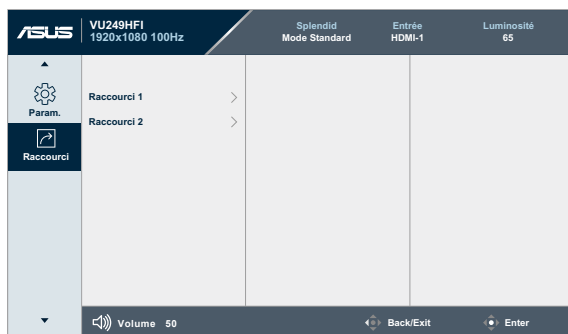 ASUS
VU249HFI
1920x1080 100Hz
Splendid
Mode Standard
Entrée
HDMI-1
Luminosité
65
Param.
Raccourci
Raccourci 1
Raccourci 2
Volume 50
Back/Exit
Enter